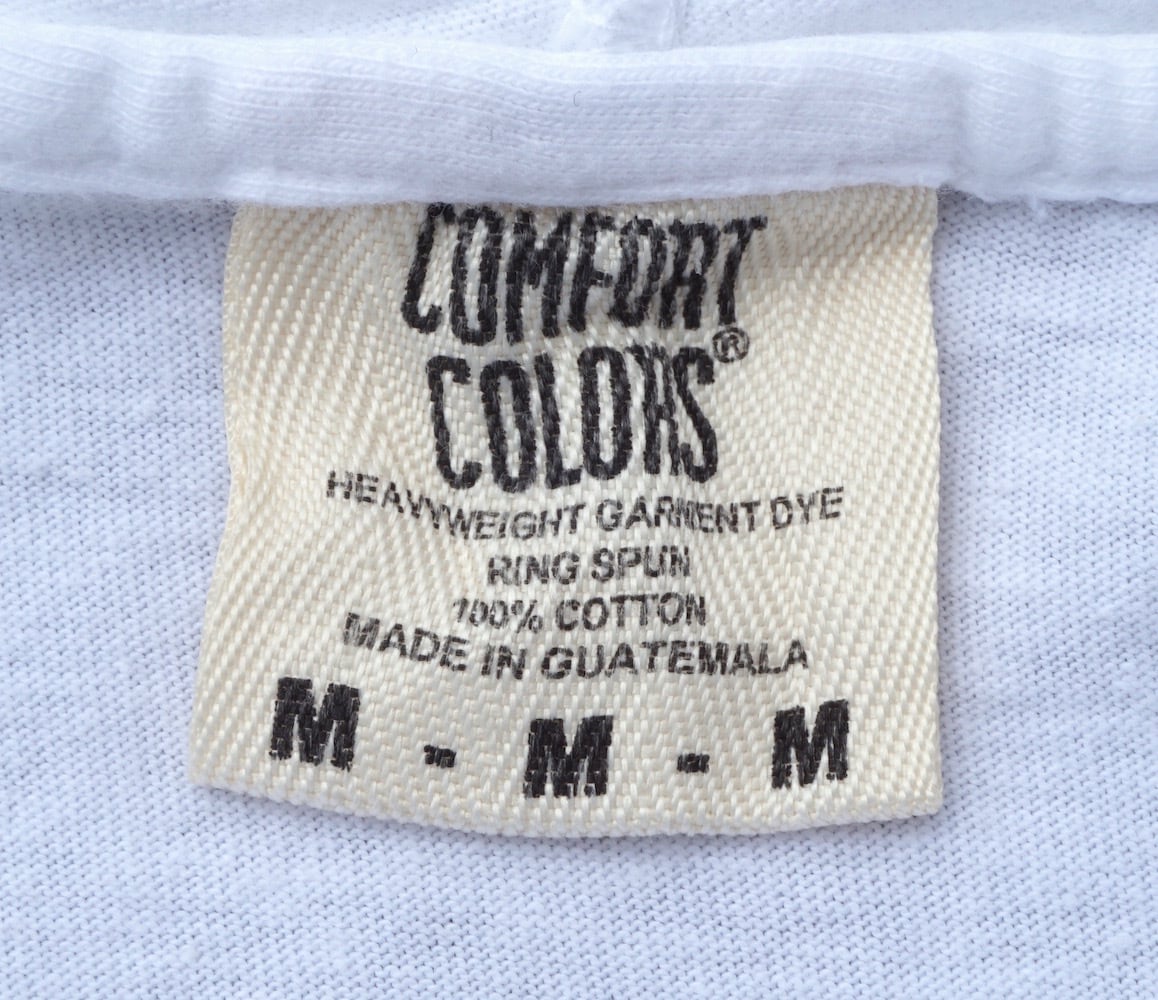 COMFORT
COLORS®
HEAVYWEIGHT GARMENT DYE
RING SPUN
100% COTTON
MADE IN GUATEMALA
M - M - M